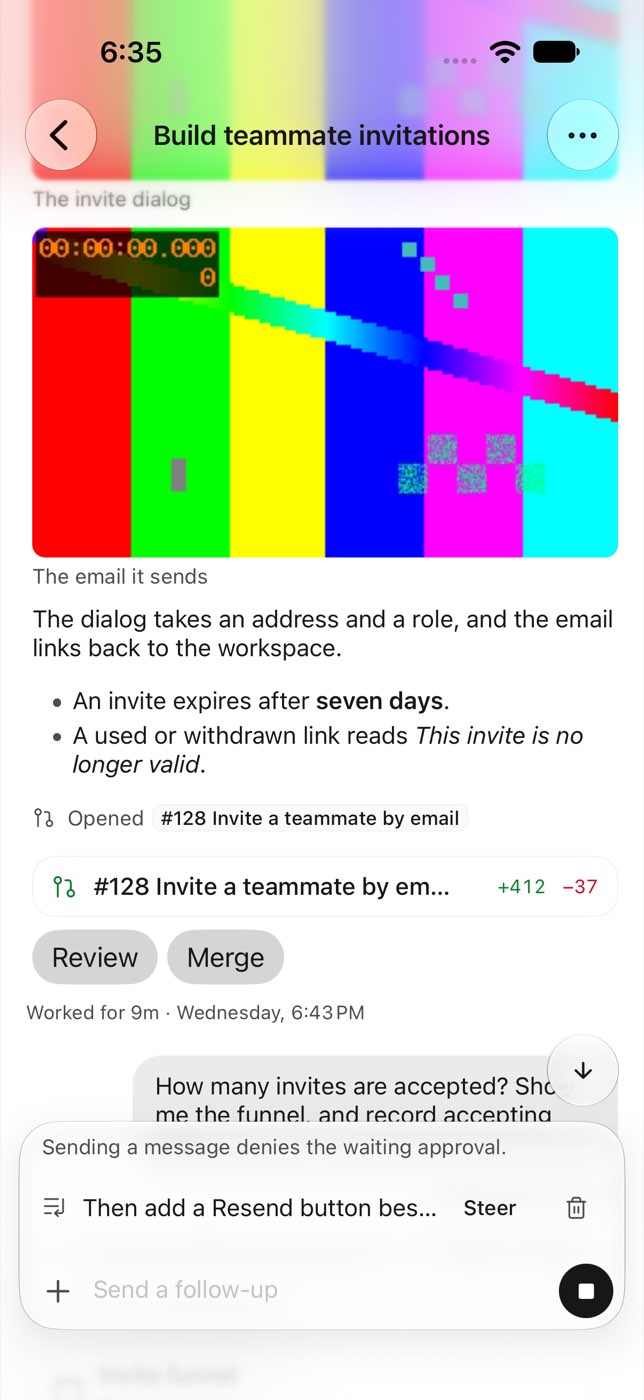 6:35
Build teammate invitations
The invite dialog
00:00:00.000
0
The email it sends
The dialog takes an address and a role, and the email
links back to the workspace.
An invite expires after seven days.
A used or withdrawn link reads This invite is no
longer valid.
Opened #128 Invite a teammate by email
#128 Invite a teammate by em... +412 −37
Review Merge
Worked for 9m · Wednesday, 6:43 PM
How many invites are accepted? Sho
me the funnel, and record accepting
Sending a message denies the waiting approval.
Then add a Resend button bes... Steer
Send a follow-up
Invite funnel